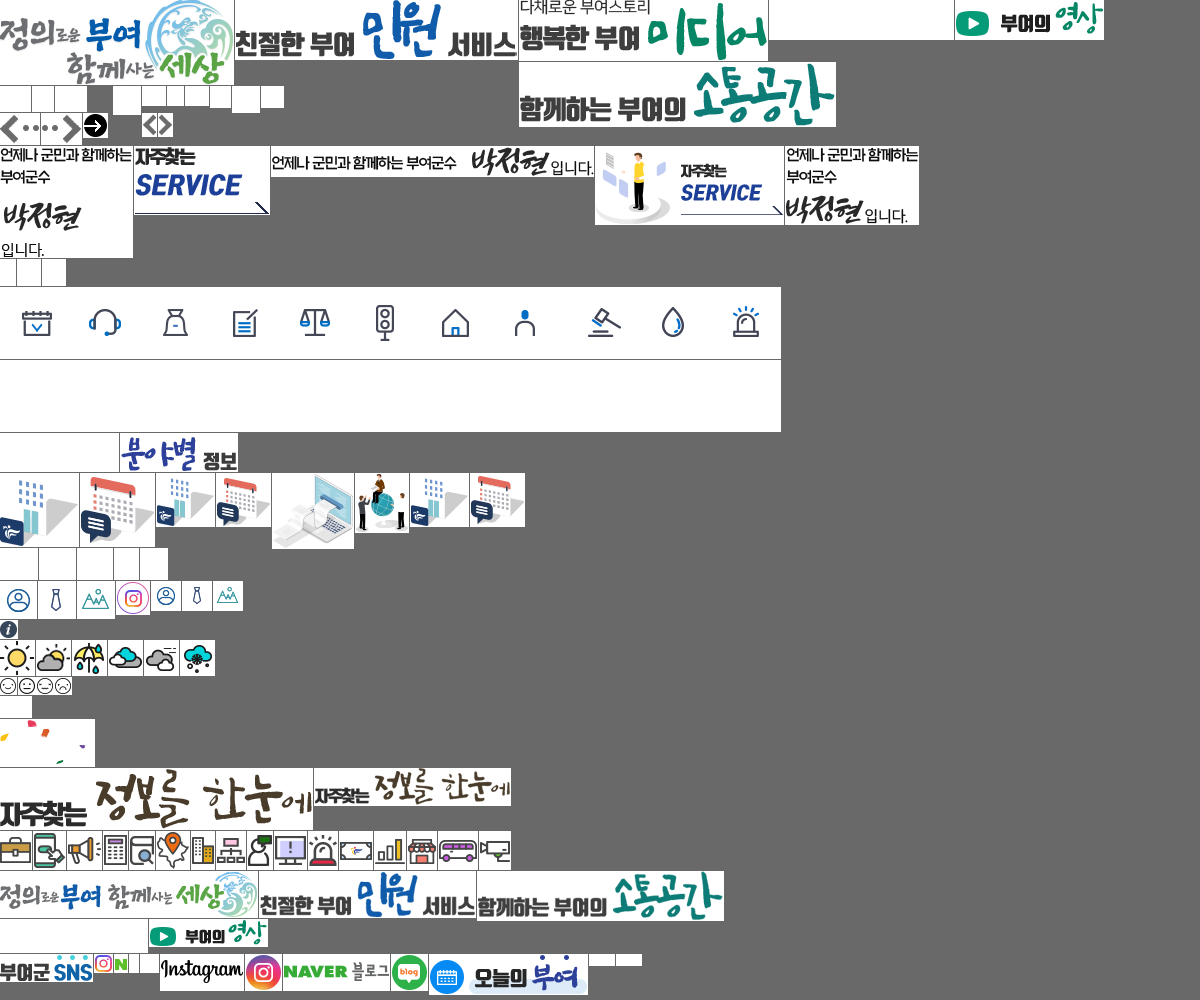 정의로운 부여
함께사는 세상
친절한 부여 민원 서비스
다채로운 부여스토리
행복한 부여 미디어
부여의 영상
함께하는 부여의 소통공간
언제나 군민과 함께하는
부여군수
박정현
입니다.
자주찾는
SERVICE
언제나 군민과 함께하는 부여군수 박정현 입니다.
자주찾는
SERVICE
언제나 군민과 함께하는
부여군수
박정현 입니다.
분야별 정보
자주찾는 정보를 한눈에
자주찾는 정보를 한눈에
정의로운 부여 함께사는 세상
친절한 부여 민원 서비스
함께하는 부여의 소통공간
부여의 영상
부여군 SNS
N
Instagram
NAVER 블로그
blog
오늘의 부여